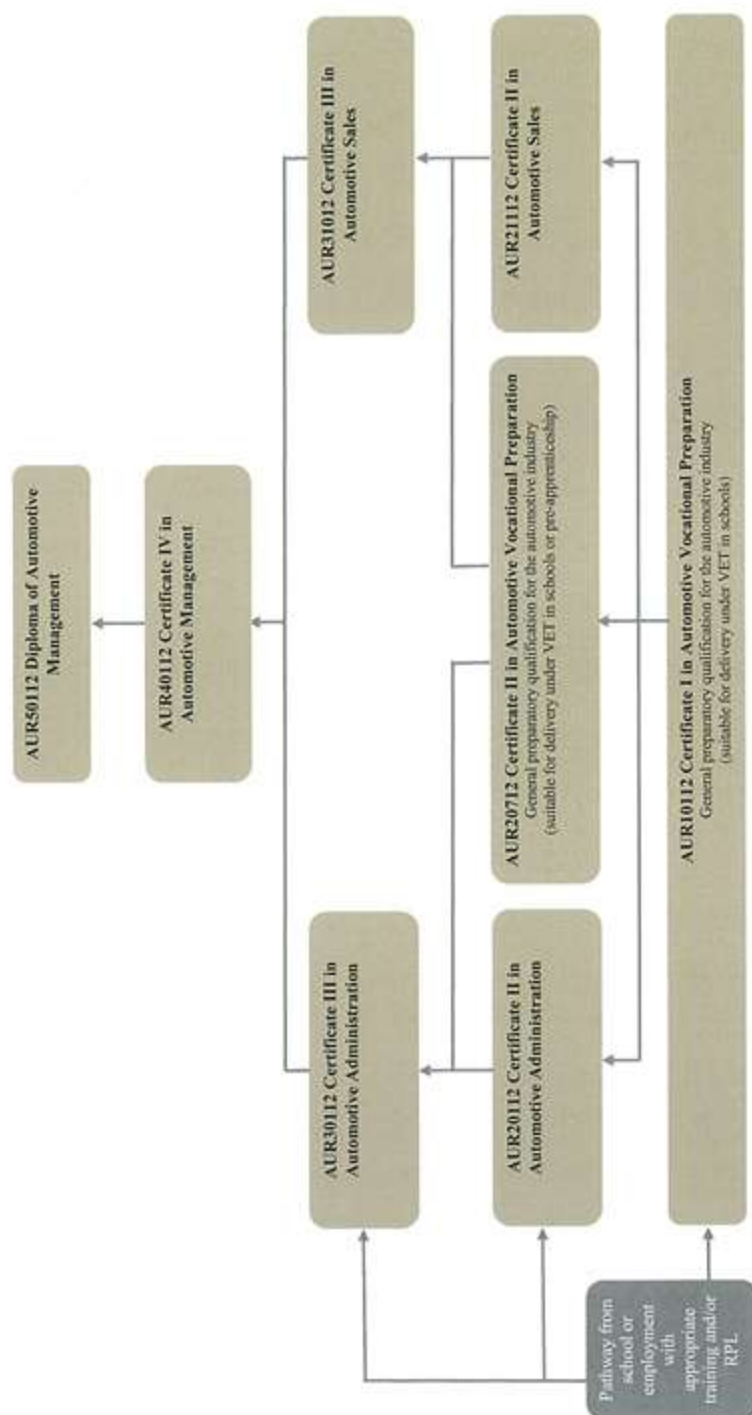 AUR50112 Diploma of Automotive
Management
AUR40112 Certificate IV in
Automotive Management
AUR30112 Certificate III in
Automotive Administration
AUR31012 Certificate III in
Automotive Sales
AUR20112 Certificate II in
Automotive Administration
AUR20712 Certificate II in Automotive Vocational Preparation
General preparatory qualification for the automotive industry
(suitable for delivery under VET in schools or pre-apprenticeship)
AUR21112 Certificate II in
Automotive Sales
Pathway from
school or
employment
with
appropriate
training and/or
RPL
AUR10112 Certificate I in Automotive Vocational Preparation
General preparatory qualification for the automotive industry
(suitable for delivery under VET in schools)